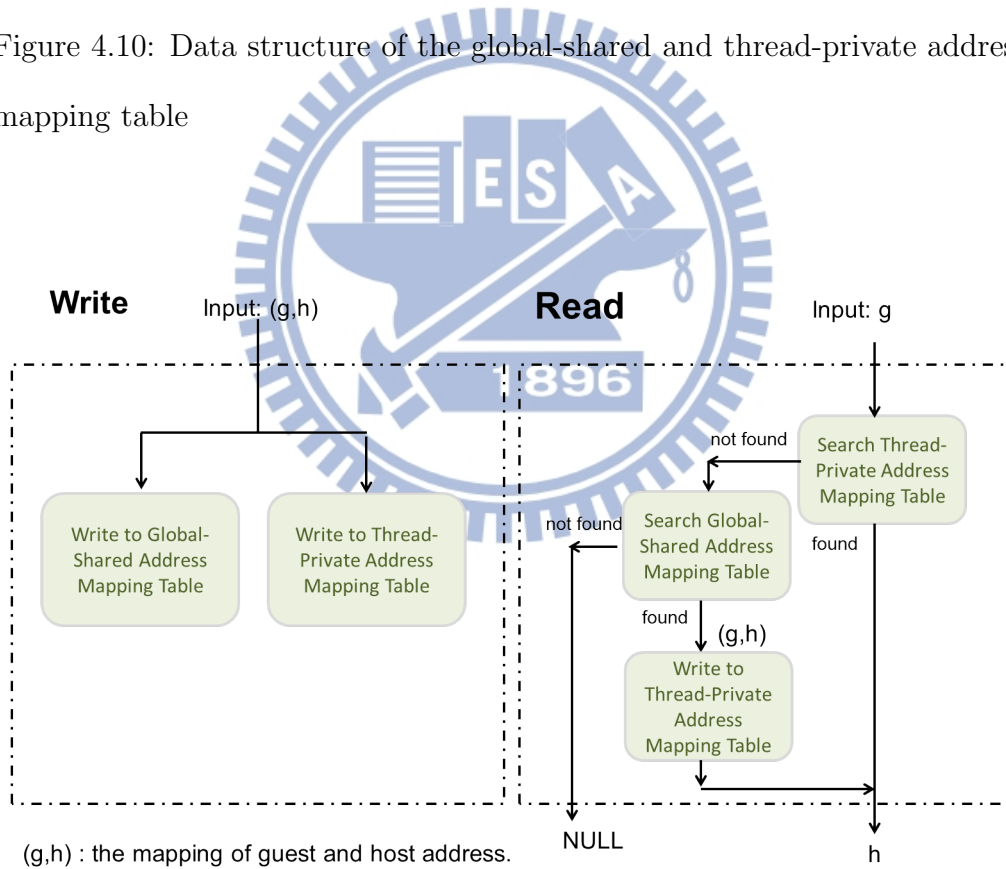 Figure 4.10: Data structure of the global-shared and thread-private addre
mapping table
E S A
8
1896
Write
Input: (g,h)
Write to Global-
Shared Address
Mapping Table
Write to Thread-
Private Address
Mapping Table
Read
Input: g
Search Thread-
Private Address
Mapping Table
not found
found
Search Global-
Shared Address
Mapping Table
not found
found
(g,h)
Write to
Thread-Private
Address
Mapping Table
NULL
h
(g,h) : the mapping of guest and host address.